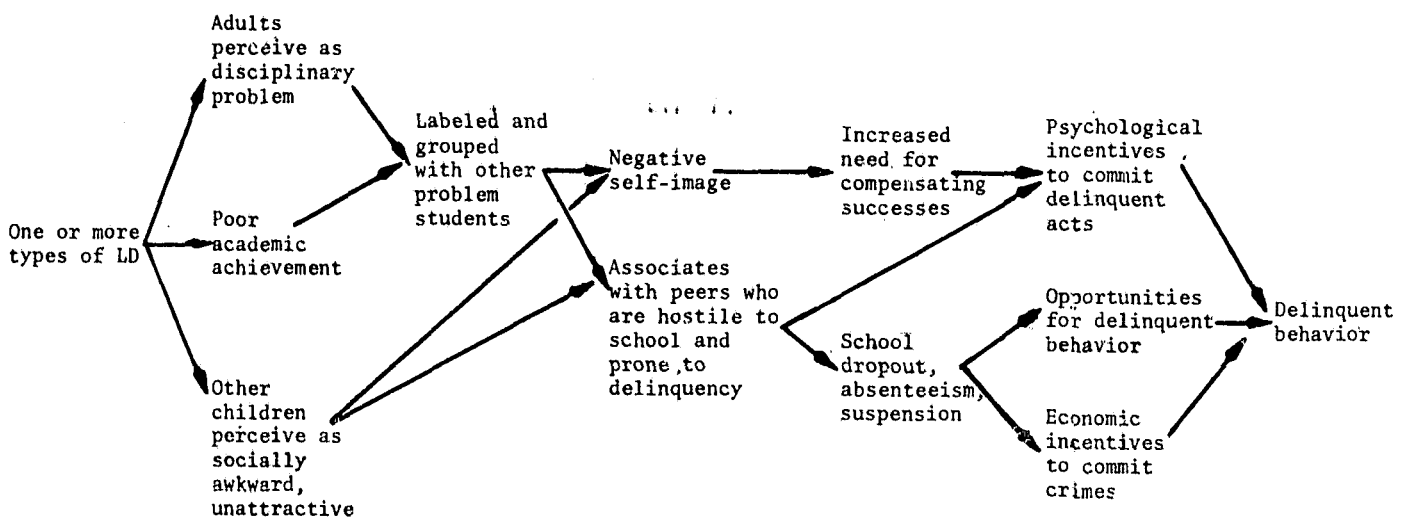 One or more
types of LD
Adults
perceive as
disciplinary
problem
Poor
academic
achievement
Other
children
perceive as
socially
awkward,
unattractive
Labeled and
grouped
with other
problem
students
Negative
self-image
Associates
with peers who
are hostile to
school and
prone to
delinquency
Increased
need for
compensating
successes
School
dropout,
absenteeism,
suspension
Psychological
incentives
to commit
delinquent
acts
Opportunities
for delinquent
behavior
Economic
incentives
to commit
crimes
Delinquent
behavior